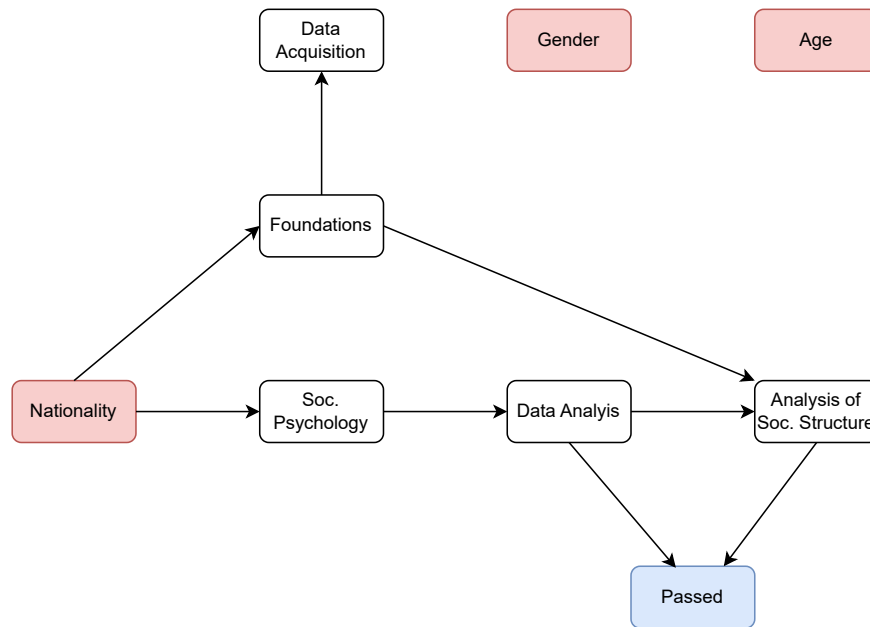 Data
Acquisition
Gender
Age
Foundations
Nationality
Soc.
Psychology
Data Analyis
Analysis of
Soc. Structure
Passed